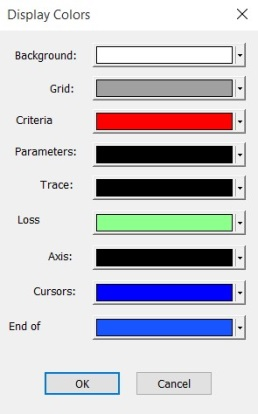 Display Colors
Background:
Grid:
Criteria
Parameters:
Trace:
Loss
Axis:
Cursors:
End of
OK
Cancel